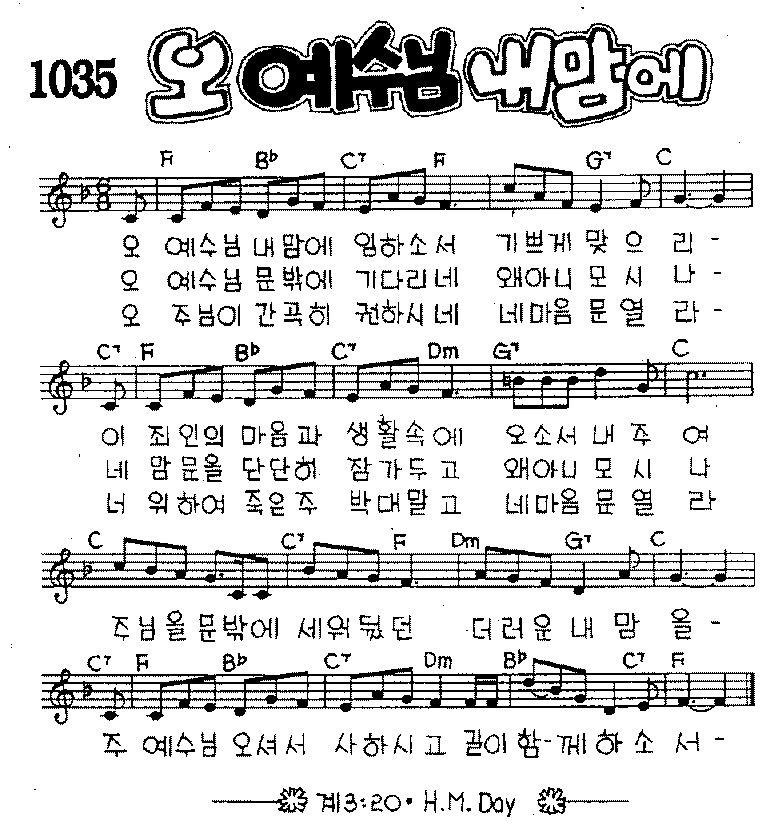 1035 오 예수님 내맘에
F B♭ C7 F G7 C
오 예수님 내맘에 임하소서 기쁘게 맞으리-
오 예수님 문밖에 기다리네 왜아니 모시나-
오 주님이 간곡히 권하시네 네마음 문열라-
C7 F B♭ C7 Dm G7 C
이 죄인의 마음과 생활속에 오소서 내주여
네 맘문을 단단히 잠가두고 왜아니 모시나
너 위하여 죽은주 박대말고 네마음 문열라
C C7 F Dm G7 C
주님을 문밖에 세워뒀던 더러운 내 맘을-
C7 F B♭ C7 Dm B♭ C7 F
주 예수님 오셔서 사하시고 길이함-께하소서-
계3:20· H.M. Day